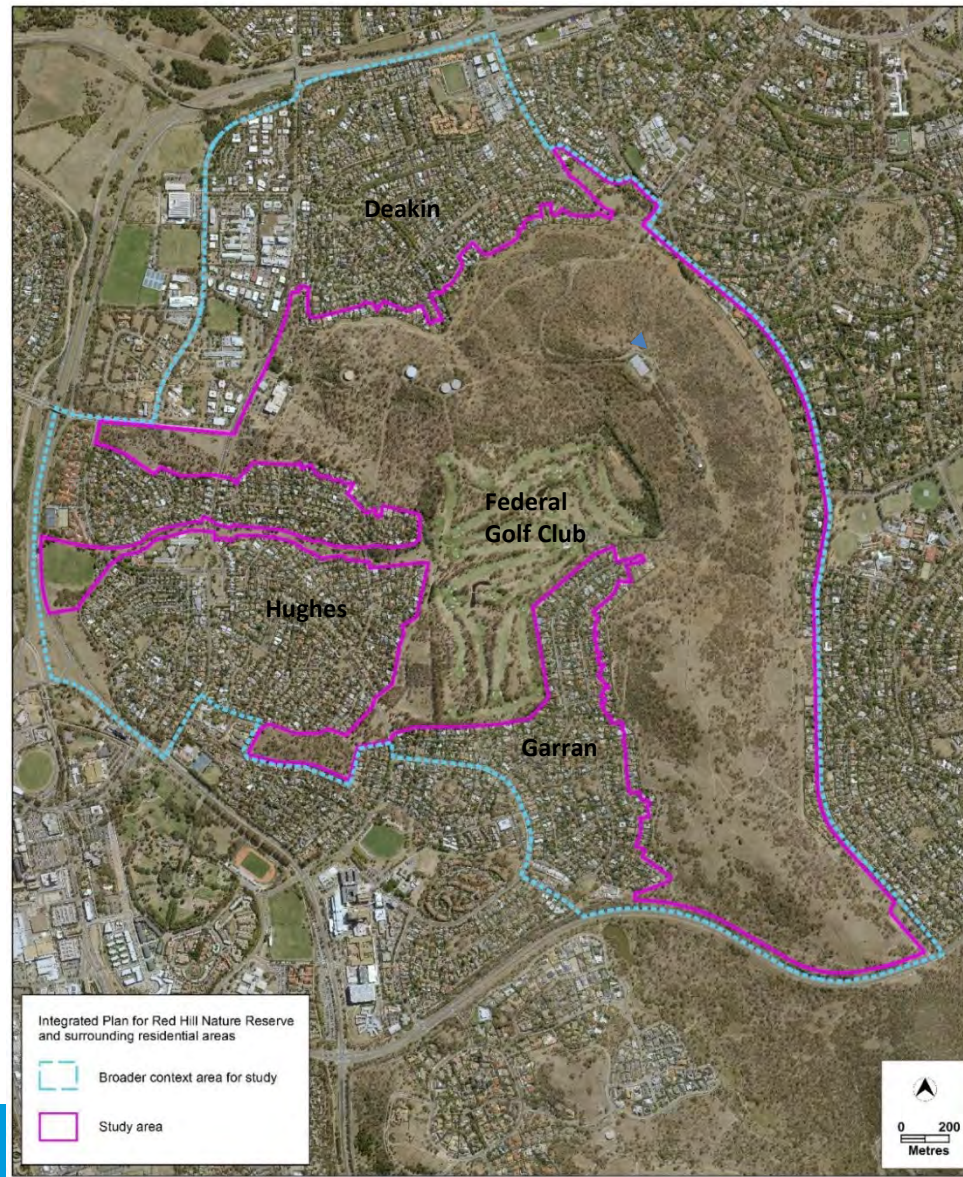 Deakin
Federal
Golf Club
Hughes
Garran
Integrated Plan for Red Hill Nature Reserve
and surrounding residential areas
Broader context area for study
Study area
0 200
Metres